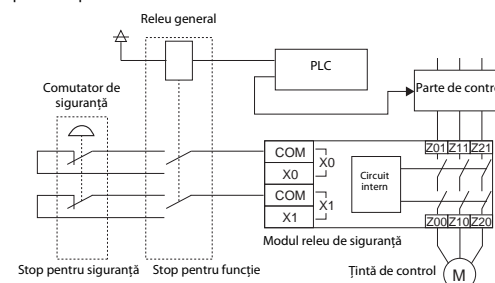 Releu general
PLC
Comutator de
siguranță
Parte de contro
COM
X0
X0
COM
X1
X1
Circuit
intern
Z01 Z11 Z21
Z00 Z10 Z20
Modul releu de siguranță
Stop pentru siguranță
Stop pentru funcție
Țintă de control
M